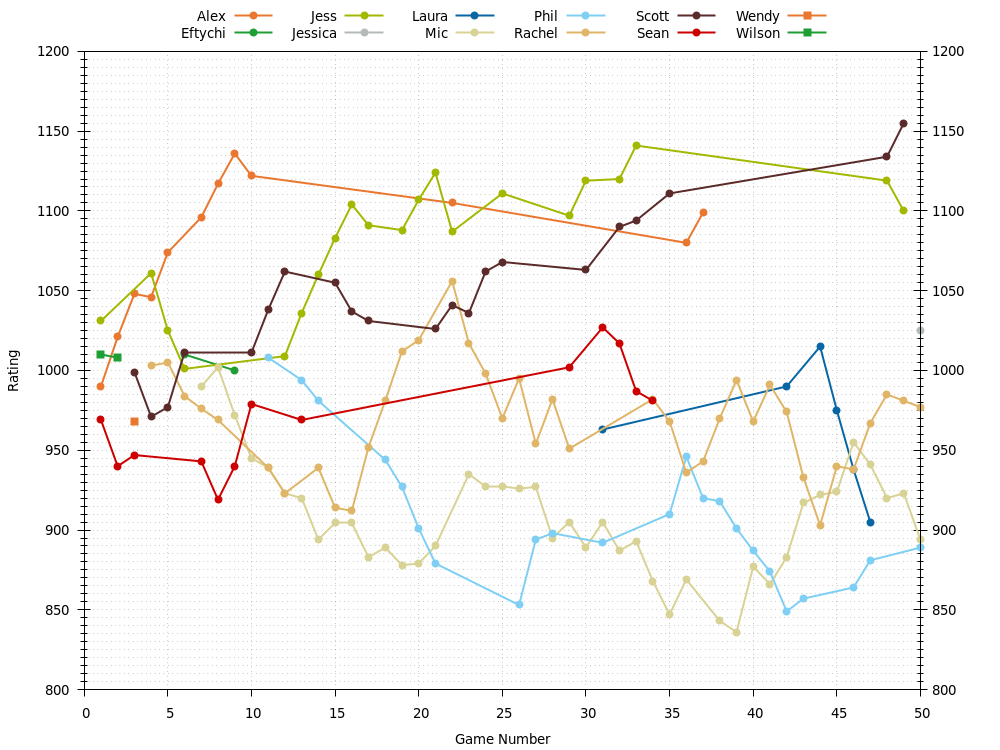 Alex Jess Laura Phil Scott Wendy
Eftychi Jessica Mic Rachel Sean Wilson
1200 1200
1150 1150
1100 1100
1050 1050
1000 1000
950 950
900 900
850 850
800 800
Rating
0 5 10 15 20 25 30 35 40 45 50
Game Number